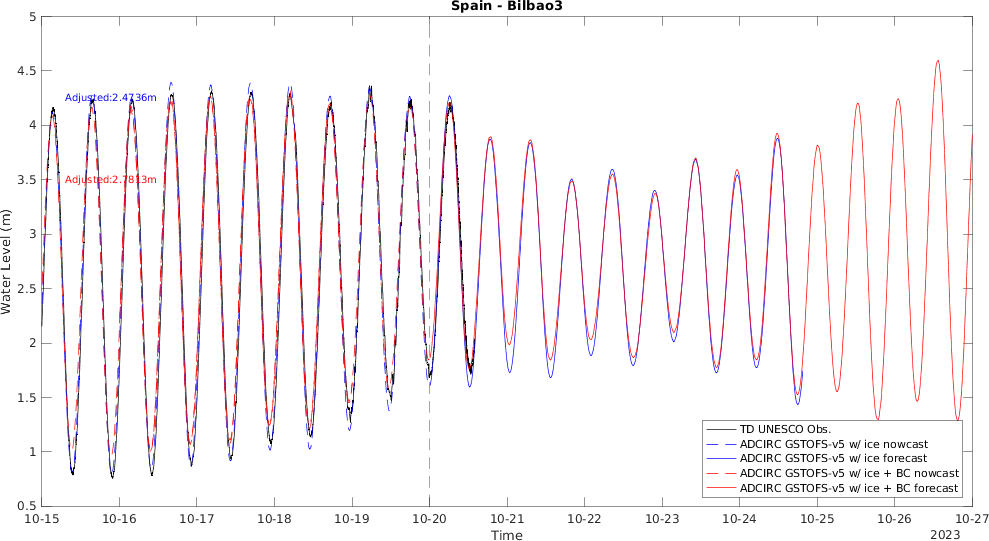 Spain - Bilbao3
5
4.5
4
3.5
3
2.5
2
1.5
1
0.5
Water Level (m)
Adjusted:2.4736m
Adjusted:2.7813m
TD UNESCO Obs.
ADCIRC GSTOFS-v5 w/ ice nowcast
ADCIRC GSTOFS-v5 w/ ice forecast
ADCIRC GSTOFS-v5 w/ ice + BC nowcast
ADCIRC GSTOFS-v5 w/ ice + BC forecast
10-15 10-16 10-17 10-18 10-19 10-20 10-21 10-22 10-23 10-24 10-25 10-26 10-27
Time
2023